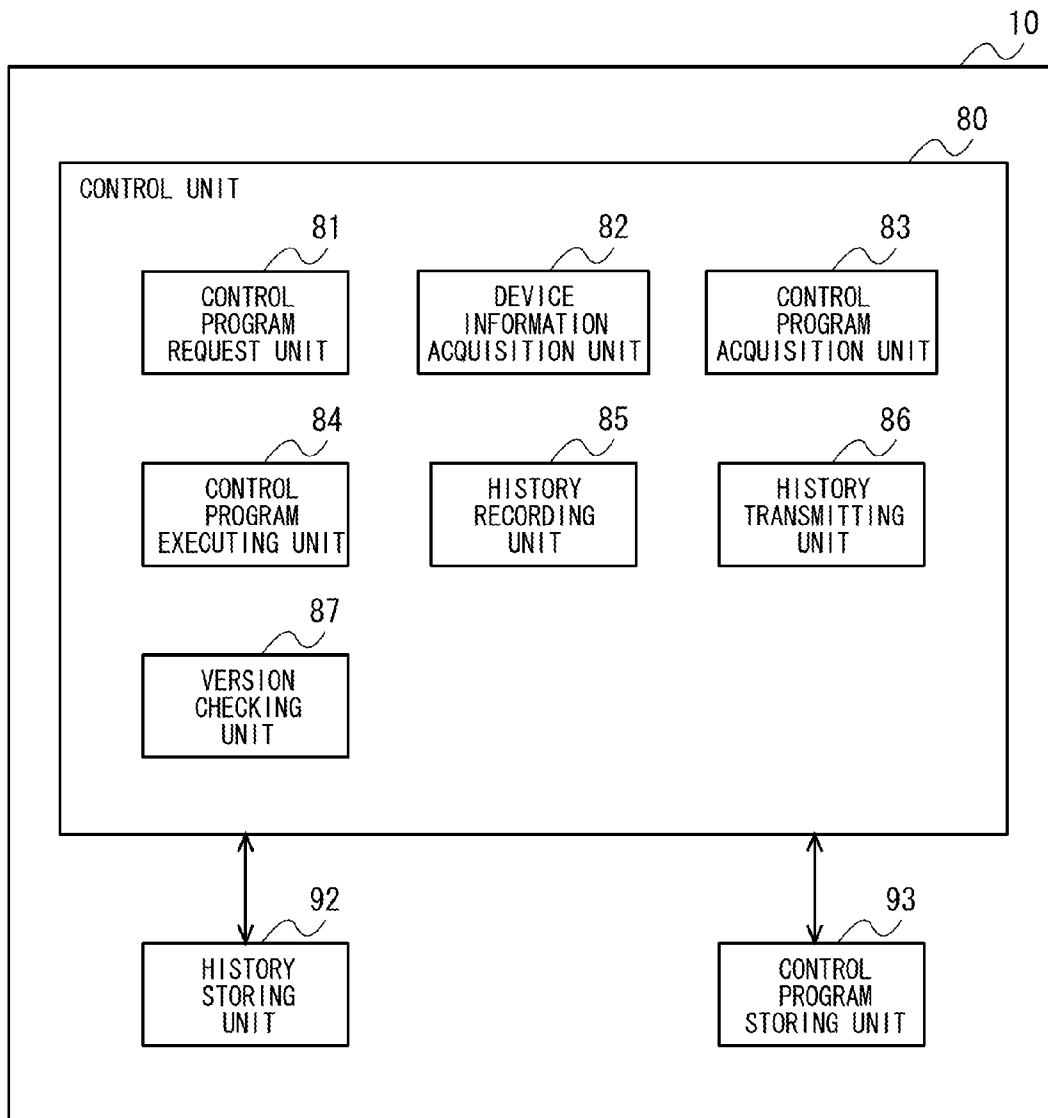 10
80
CONTROL UNIT
81
CONTROL
PROGRAM
REQUEST UNIT
82
DEVICE
INFORMATION
ACQUISITION UNIT
83
CONTROL
PROGRAM
ACQUISITION UNIT
84
CONTROL
PROGRAM
EXECUTING UNIT
85
HISTORY
RECORDING
UNIT
86
HISTORY
TRANSMITTING
UNIT
87
VERSION
CHECKING
UNIT
92
HISTORY
STORING
UNIT
93
CONTROL
PROGRAM
STORING UNIT